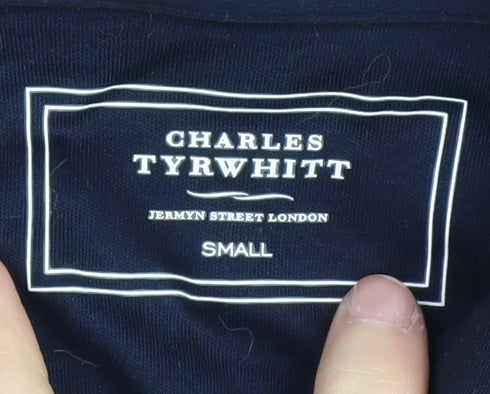 CHARLES
TYRWHITT
JERMYN STREET LONDON
SMALL